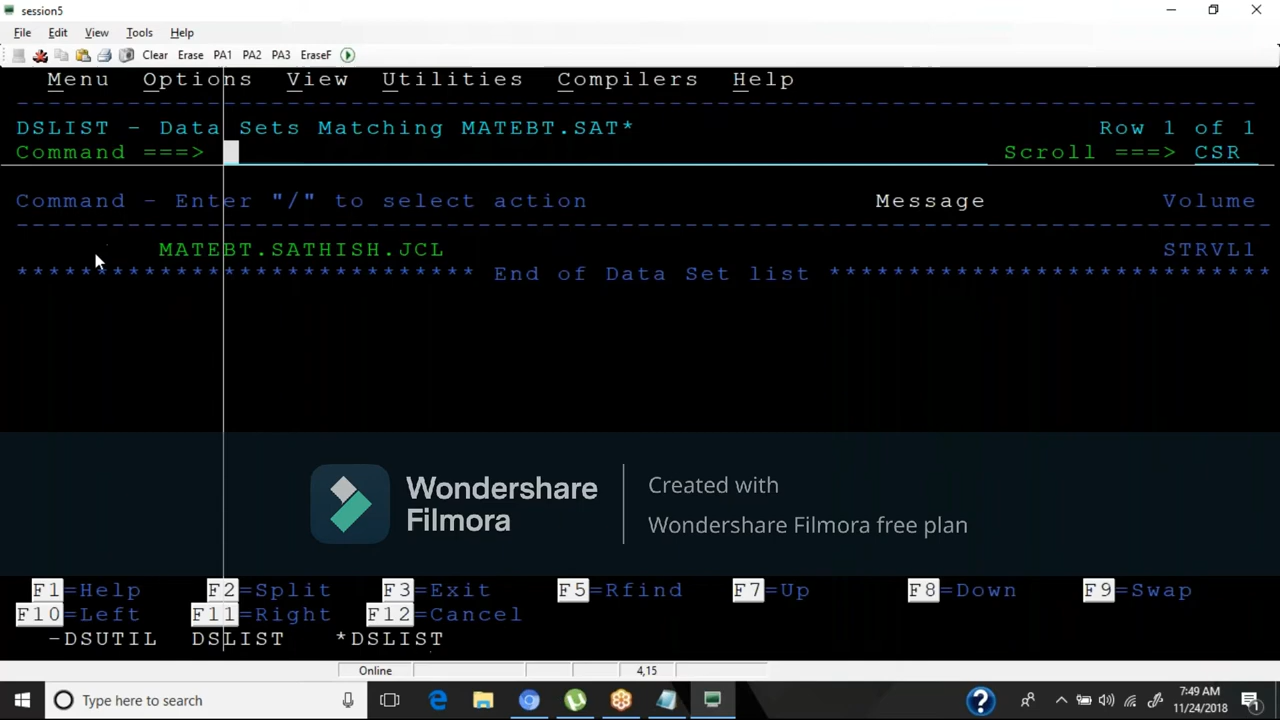 session5
File Edit View Tools Help
Clear Erase PA1 PA2 PA3 EraseF
Menu Options View Utilities Compilers Help
DSLIST - Data Sets Matching MATEBT.SAT* Row 1 of 1
Command ===> Scroll ===> CSR
Command - Enter "/" to select action Message Volume
MATEBT.SATHISH.JCL STRVL1
***************************** End of Data Set list ****************************
Wondershare
Filmora
Created with
Wondershare Filmora free plan
F1=Help F2=Split F3=Exit F5=Rfind F7=Up F8=Down F9=Swap
F10=Left F11=Right F12=Cancel
-DSUTIL DSLIST *DSLIST
Online 4,15
Type here to search
7:49 AM
11/24/2018